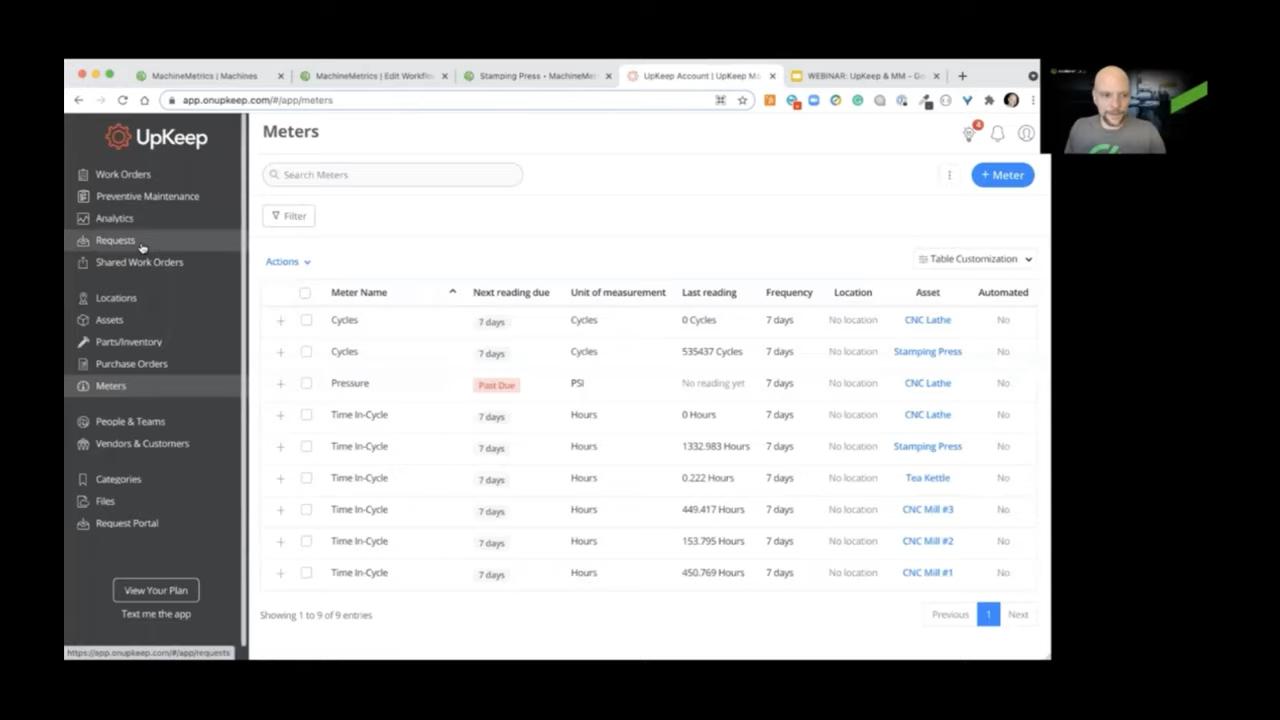 MachineMetrics | Machines
MachineMetrics | Edit Workflo
Stamping Press • MachineMet
UpKeep Account | UpKeep Ma
WEBINAR: UpKeep & MM - Go
app.onupkeep.com/#/app/meters
UpKeep
Work Orders
Preventive Maintenance
Analytics
Requests
Shared Work Orders
Locations
Assets
Parts/Inventory
Purchase Orders
Meters
People & Teams
Vendors & Customers
Categories
Files
Request Portal
View Your Plan
Text me the app
https://app.onupkeep.com/#/app/requests
Meters
4
Search Meters
+ Meter
Filter
Actions
Table Customization
Meter Name Next reading due Unit of measurement Last reading Frequency Location Asset Automated
Cycles 7 days Cycles 0 Cycles 7 days No location CNC Lathe No
Cycles 7 days Cycles 535437 Cycles 7 days No location Stamping Press No
Pressure Past Due PSI No reading yet 7 days No location CNC Lathe No
Time In-Cycle 7 days Hours 0 Hours 7 days No location CNC Lathe No
Time In-Cycle 7 days Hours 1332.983 Hours 7 days No location Stamping Press No
Time In-Cycle 7 days Hours 0.222 Hours 7 days No location Tea Kettle No
Time In-Cycle 7 days Hours 449.417 Hours 7 days No location CNC Mill #3 No
Time In-Cycle 7 days Hours 153.795 Hours 7 days No location CNC Mill #2 No
Time In-Cycle 7 days Hours 450.769 Hours 7 days No location CNC Mill #1 No
Showing 1 to 9 of 9 entries
Previous 1 Next